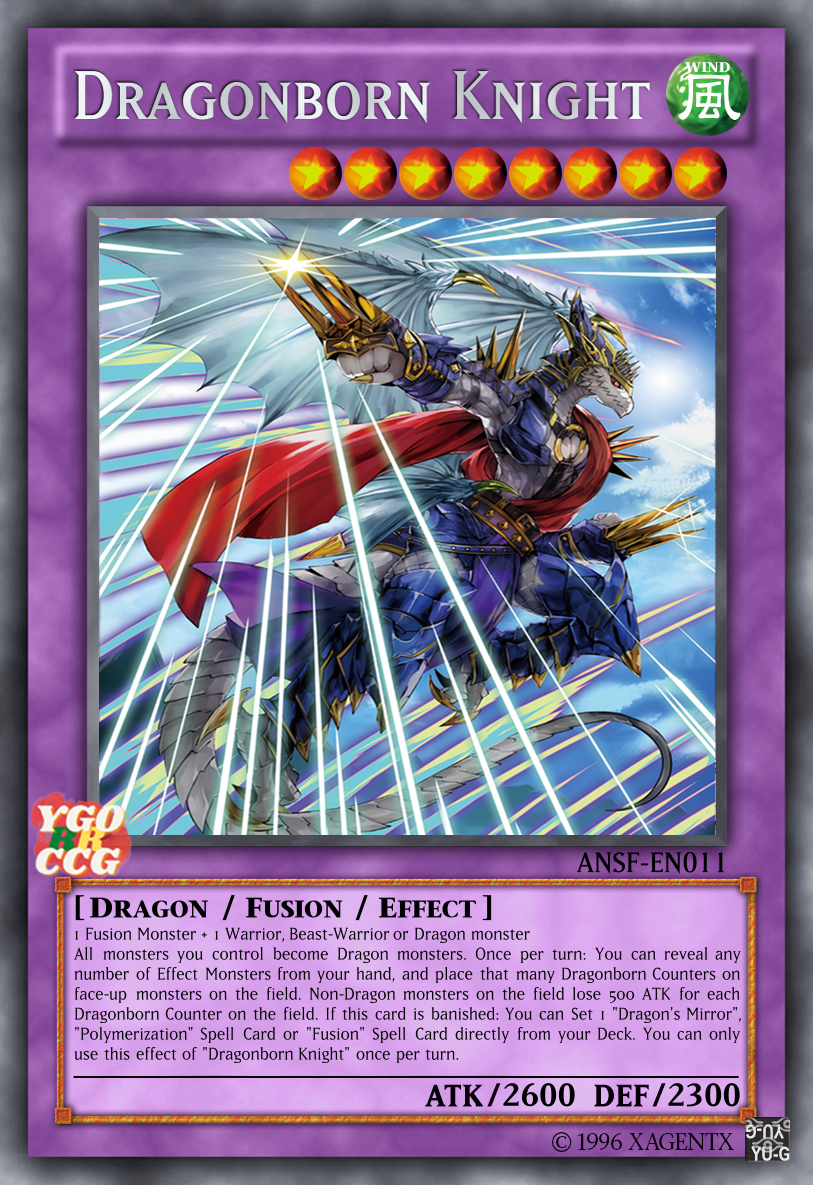 Dragonborn Knight
WIND
風
ANSF-EN011
YGO
RR
CCG
[ Dragon / Fusion / Effect ]
1 Fusion Monster + 1 Warrior, Beast-Warrior or Dragon monster
All monsters you control become Dragon monsters. Once per turn: You can reveal any
number of Effect Monsters from your hand, and place that many Dragonborn Counters on
face-up monsters on the field. Non-Dragon monsters on the field lose 500 ATK for each
Dragonborn Counter on the field. If this card is banished: You can Set 1 "Dragon's Mirror",
"Polymerization" Spell Card or "Fusion" Spell Card directly from your Deck. You can only
use this effect of "Dragonborn Knight" once per turn.
ATK/2600 DEF/2300
© 1996 XAGENTX
YU-G
YU-G